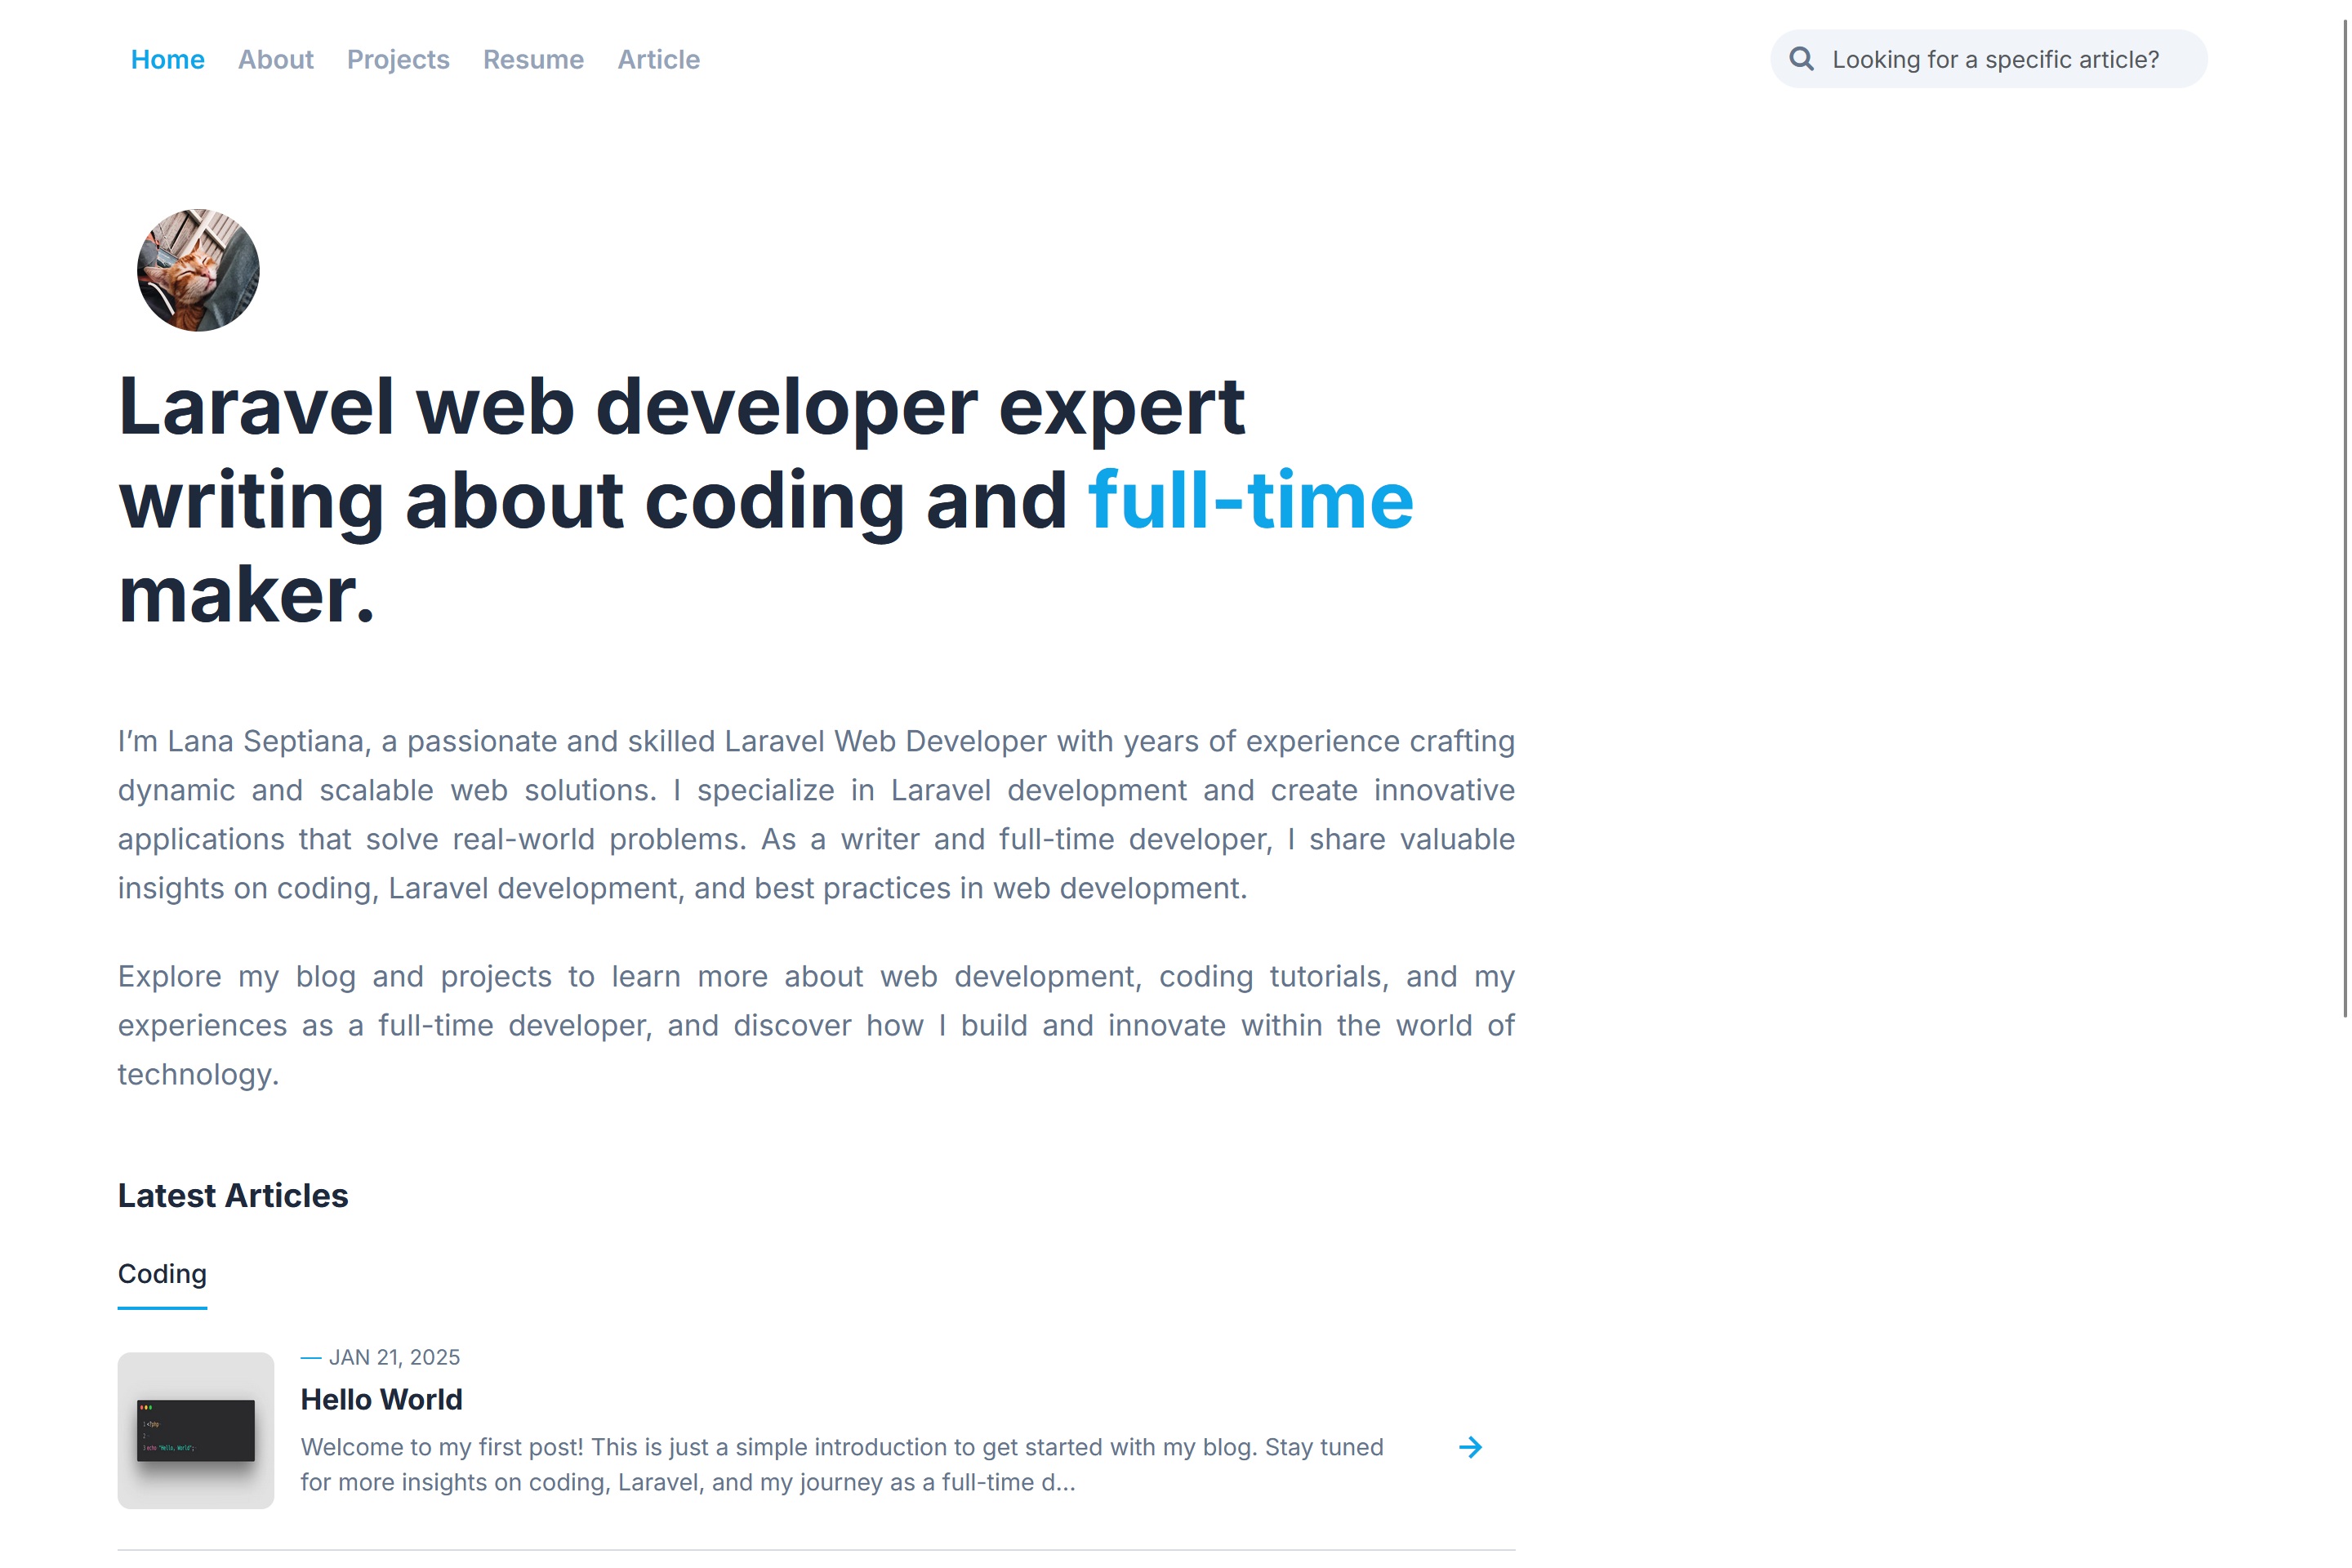 Home About Projects Resume Article
Looking for a specific article?
Laravel web developer expert
writing about coding and full-time
maker.
I’m Lana Septiana, a passionate and skilled Laravel Web Developer with years of experience crafting
dynamic and scalable web solutions. I specialize in Laravel development and create innovative
applications that solve real-world problems. As a writer and full-time developer, I share valuable
insights on coding, Laravel development, and best practices in web development.
Explore my blog and projects to learn more about web development, coding tutorials, and my
experiences as a full-time developer, and discover how I build and innovate within the world of
technology.
Latest Articles
Coding
— JAN 21, 2025
Hello World
Welcome to my first post! This is just a simple introduction to get started with my blog. Stay tuned
for more insights on coding, Laravel, and my journey as a full-time d...
1 <?php
2
3 echo "Hello, World";